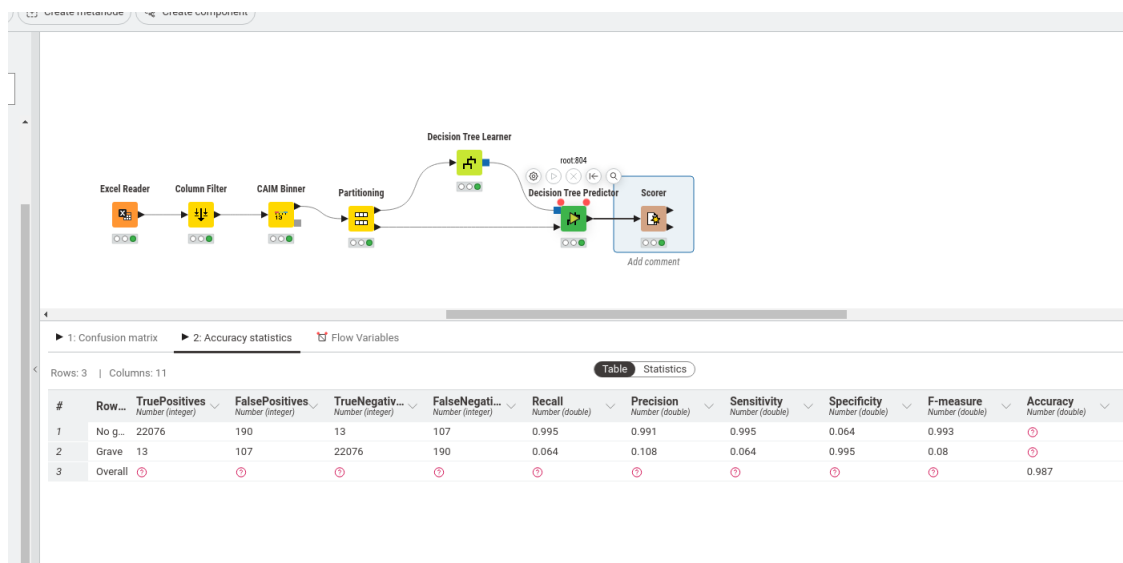 Create metanode Create component
Decision Tree Learner
root:804
Excel Reader Column Filter CAIM Binner Partitioning Decision Tree Predictor Scorer
Add comment
1: Confusion matrix 2: Accuracy statistics Flow Variables
Rows: 3 | Columns: 11 Table Statistics
# Row... TruePositives FalsePositives TrueNegativ... FalseNegati... Recall Precision Sensitivity Specificity F-measure Accuracy
Number (integer) Number (integer) Number (integer) Number (integer) Number (double) Number (double) Number (double) Number (double) Number (double) Number (double)
1 No g... 22076 190 13 107 0.995 0.991 0.995 0.064 0.993 ?
2 Grave 13 107 22076 190 0.064 0.108 0.064 0.995 0.08 ?
3 Overall ? ? ? ? ? ? ? ? ? 0.987